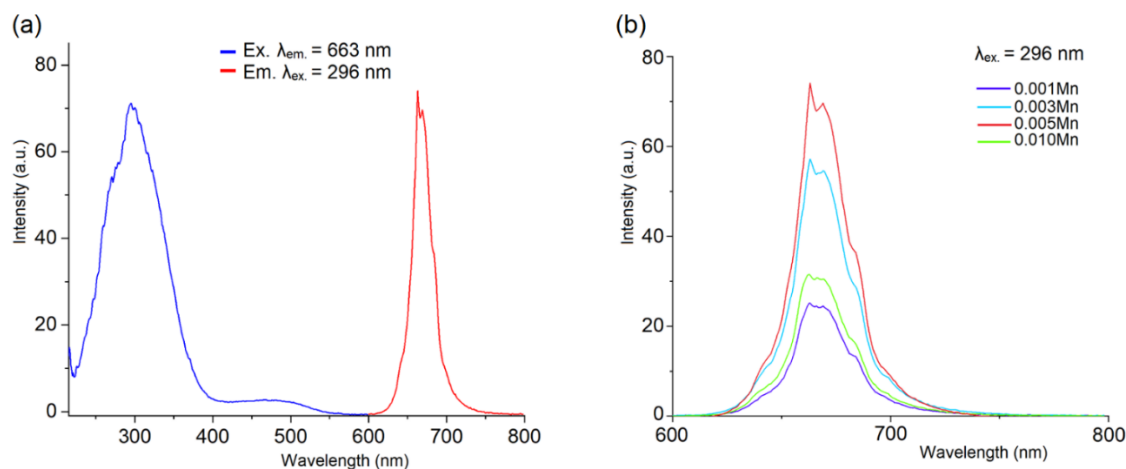 (a)
Ex. λem. = 663 nm
Em. λex. = 296 nm
80
60
40
20
0
Intensity (a.u.)
300
400
500
600
700
800
Wavelength (nm)
(b)
λex. = 296 nm
0.001Mn
0.003Mn
0.005Mn
0.010Mn
80
60
40
20
0
Intensity (a.u.)
600
700
800
Wavelength (nm)